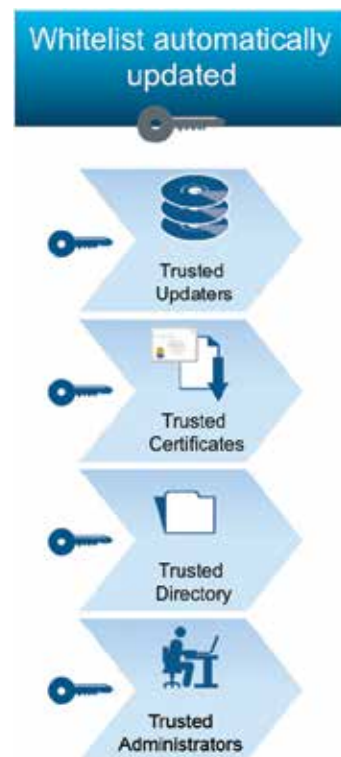 Whitelist automatically
updated
Trusted
Updaters
Trusted
Certificates
Trusted
Directory
Trusted
Administrators